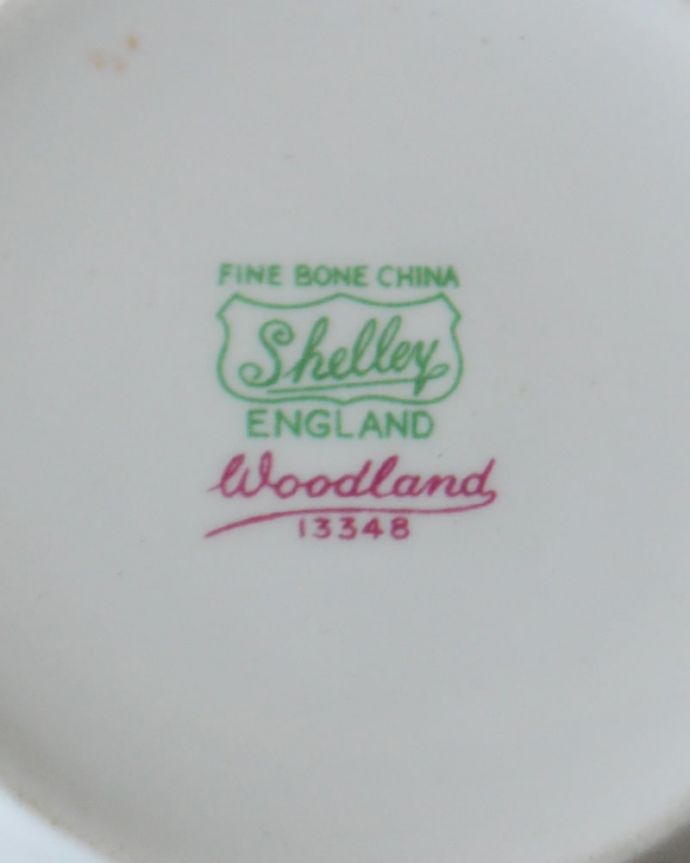 FINE BONE CHINA
Shelley
ENGLAND
Woodland
13348